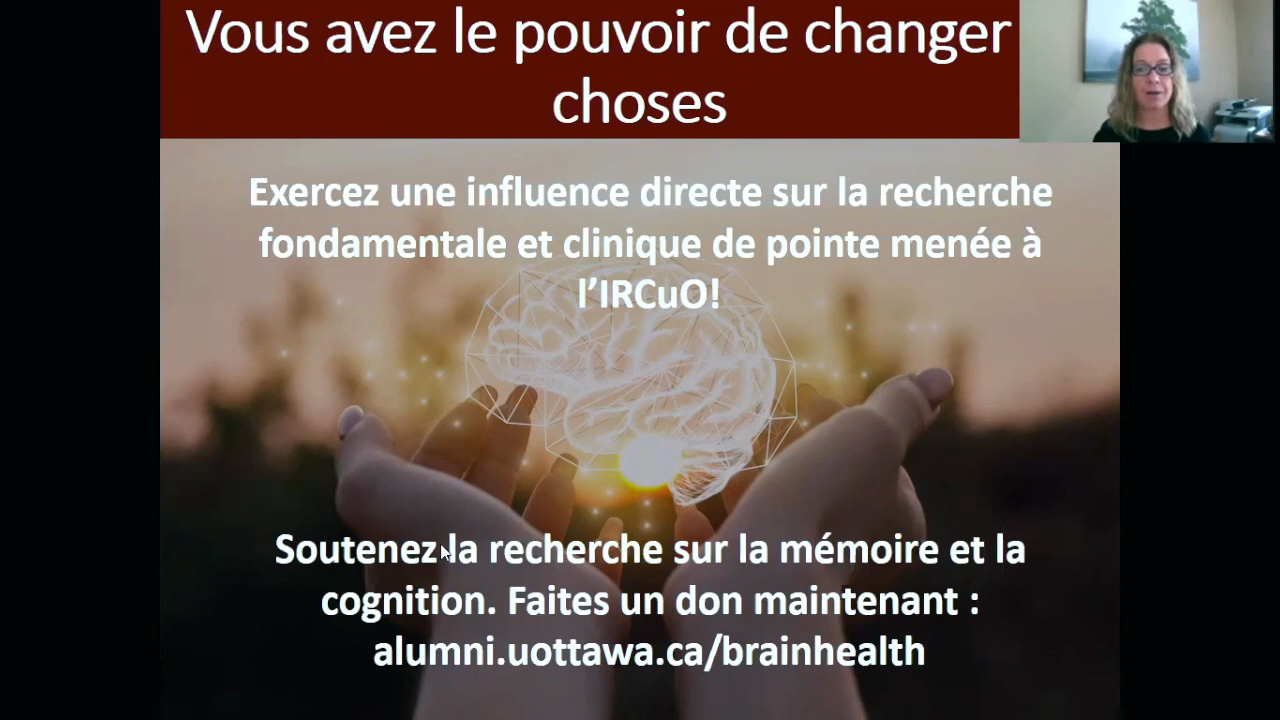 Vous avez le pouvoir de changer
choses
Exercez une influence directe sur la recherche
fondamentale et clinique de pointe menée à
l’IRCuO!
Soutenez la recherche sur la mémoire et la
cognition. Faites un don maintenant :
alumni.uottawa.ca/brainhealth